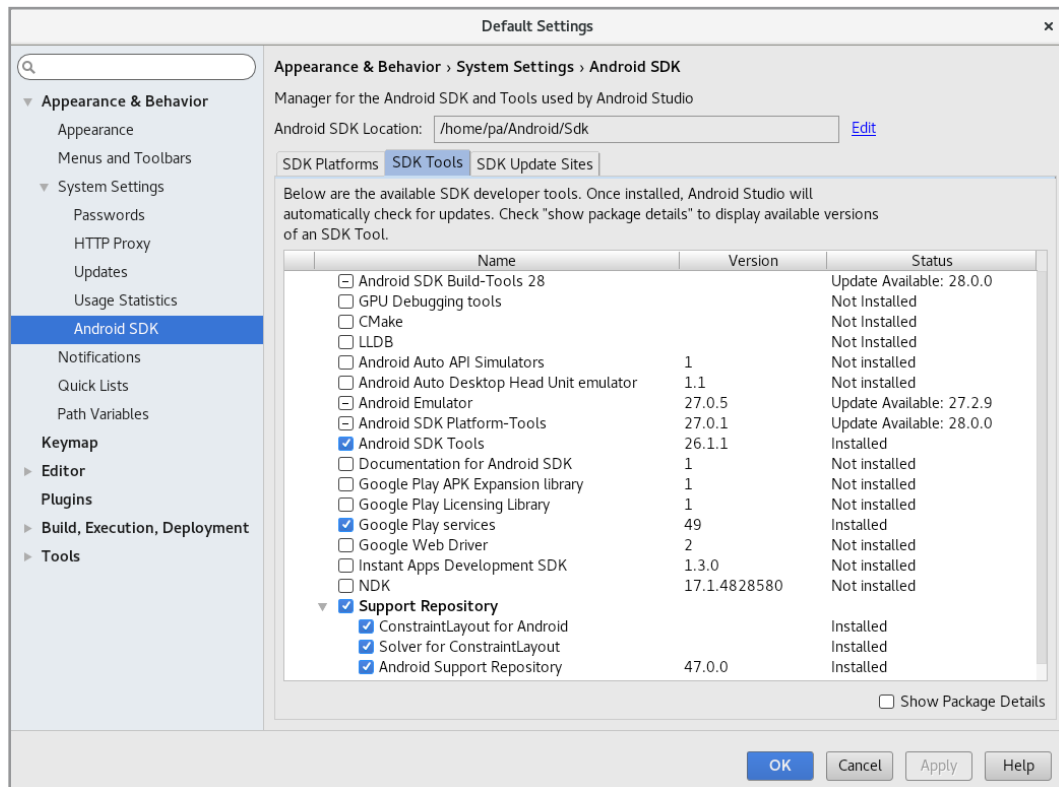 Default Settings
Appearance & Behavior
Appearance
Menus and Toolbars
System Settings
Passwords
HTTP Proxy
Updates
Usage Statistics
Android SDK
Notifications
Quick Lists
Path Variables
Keymap
Editor
Plugins
Build, Execution, Deployment
Tools
Appearance & Behavior › System Settings › Android SDK
Manager for the Android SDK and Tools used by Android Studio
Android SDK Location: /home/pa/Android/Sdk Edit
SDK Platforms SDK Tools SDK Update Sites
Below are the available SDK developer tools. Once installed, Android Studio will
automatically check for updates. Check "show package details" to display available versions
of an SDK Tool.
Name Version Status
Android SDK Build-Tools 28 Update Available: 28.0.0
GPU Debugging tools Not Installed
CMake Not Installed
LLDB Not Installed
Android Auto API Simulators 1 Not installed
Android Auto Desktop Head Unit emulator 1.1 Not installed
Android Emulator 27.0.5 Update Available: 27.2.9
Android SDK Platform-Tools 27.0.1 Update Available: 28.0.0
Android SDK Tools 26.1.1 Installed
Documentation for Android SDK 1 Not installed
Google Play APK Expansion library 1 Not installed
Google Play Licensing Library 1 Not installed
Google Play services 49 Installed
Google Web Driver 2 Not installed
Instant Apps Development SDK 1.3.0 Not installed
NDK 17.1.4828580 Not installed
Support Repository
ConstraintLayout for Android Installed
Solver for ConstraintLayout Installed
Android Support Repository 47.0.0 Installed
Show Package Details
OK Cancel Apply Help